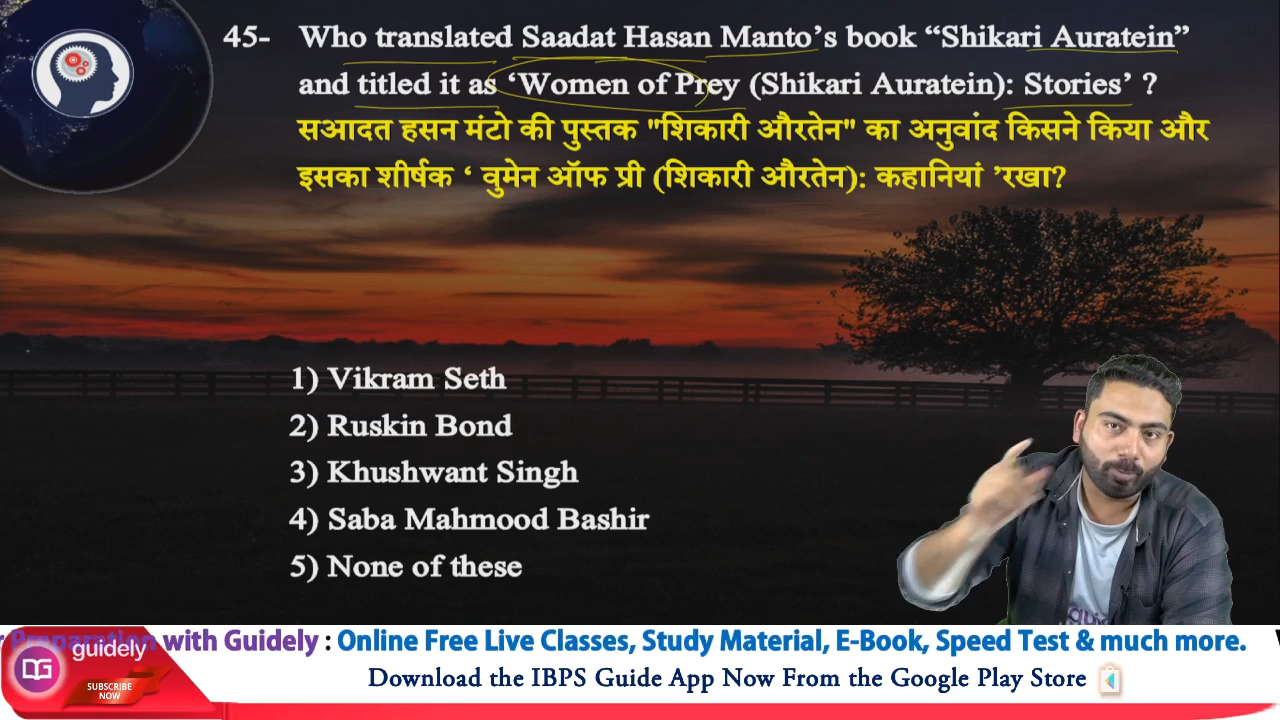 45- Who translated Saadat Hasan Manto’s book “Shikari Auratein”
and titled it as ‘Women of Prey (Shikari Auratein): Stories’ ?
सआदत हसन मंटो की पुस्तक "शिकारी औरतेन" का अनुवांद किसने किया और
इसका शीर्षक ‘ वुमेन ऑफ प्री (शिकारी औरतेन): कहानियां ’रखा?
1) Vikram Seth
2) Ruskin Bond
3) Khushwant Singh
4) Saba Mahmood Bashir
5) None of these
Preparation with Guidely : Online Free Live Classes, Study Material, E-Book, Speed Test & much more.
guidely
SUBSCRIBE
NOW
Download the IBPS Guide App Now From the Google Play Store